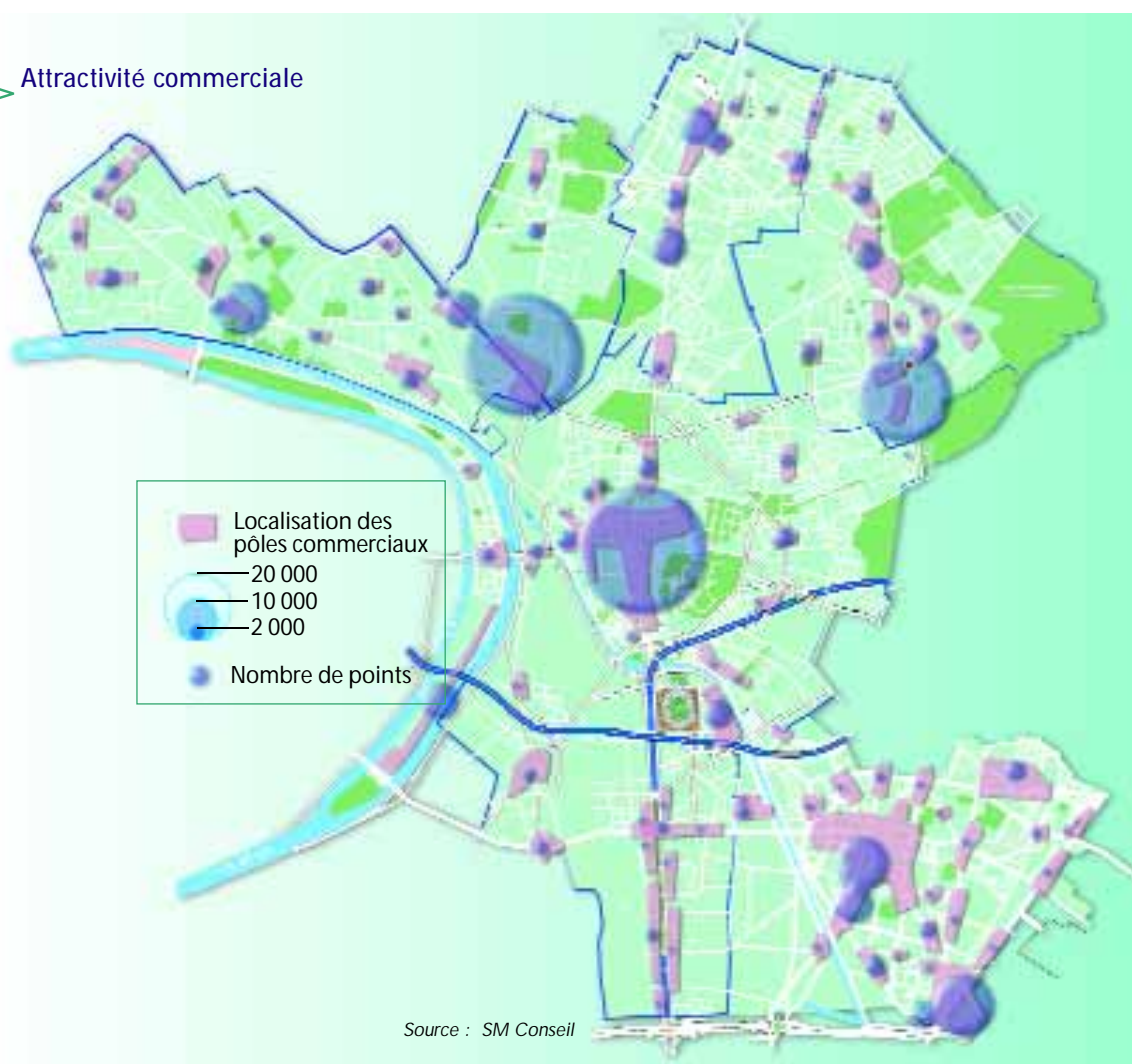 Attractivité commerciale
Localisation des
pôles commerciaux
20 000
10 000
2 000
Nombre de points
Source : SM Conseil